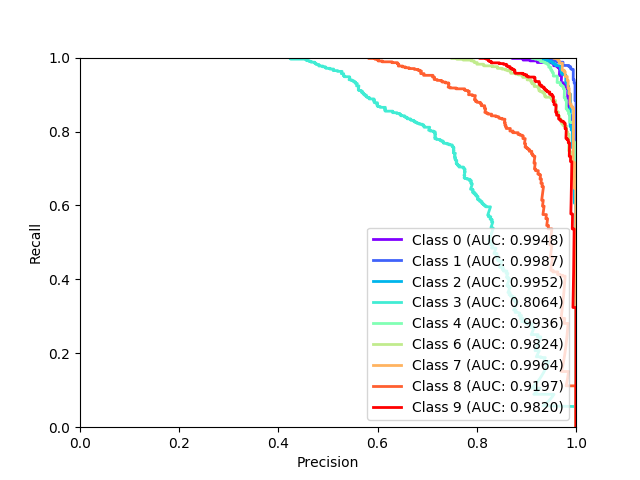 1.0
0.8
0.6
0.4
0.2
0.0
Recall
Class 0 (AUC: 0.9948)
Class 1 (AUC: 0.9987)
Class 2 (AUC: 0.9952)
Class 3 (AUC: 0.8064)
Class 4 (AUC: 0.9936)
Class 6 (AUC: 0.9824)
Class 7 (AUC: 0.9964)
Class 8 (AUC: 0.9197)
Class 9 (AUC: 0.9820)
0.0 0.2 0.4 0.6 0.8 1.0
Precision